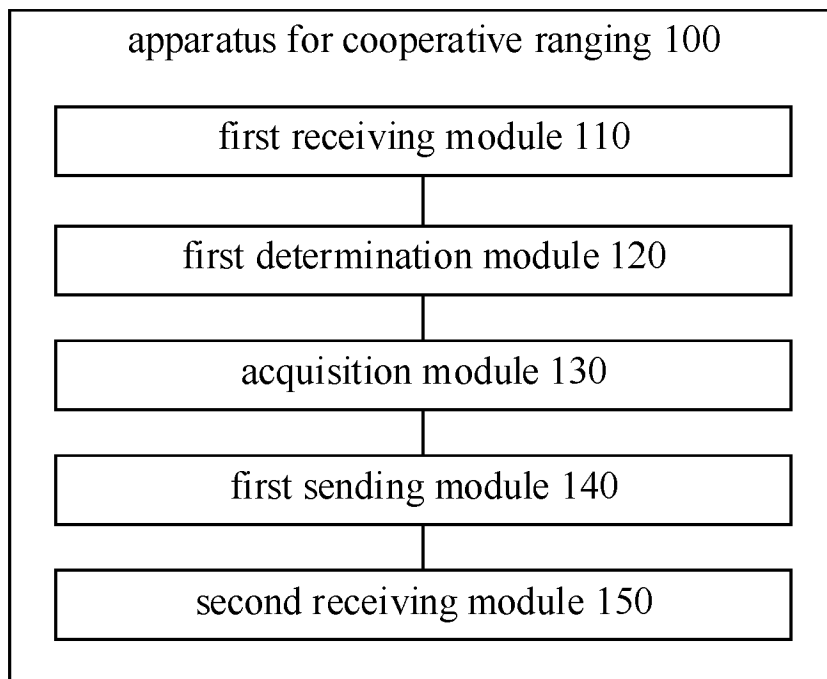 apparatus for cooperative ranging 100
first receiving module 110
first determination module 120
acquisition module 130
first sending module 140
second receiving module 150